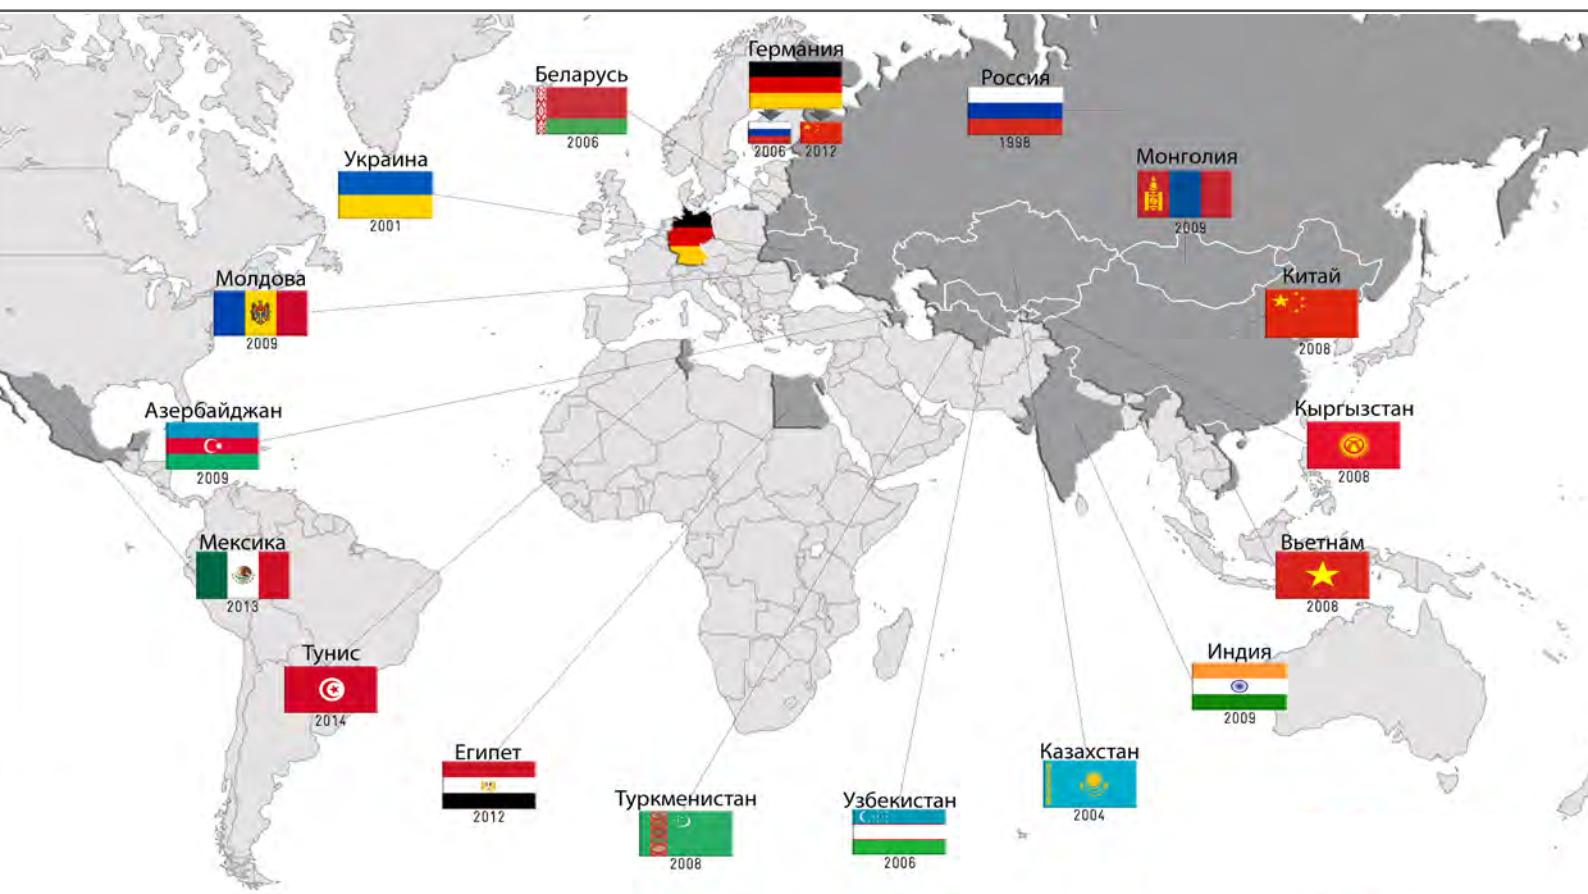 Германия
2006 2012
Беларусь
2006
Россия
1998
Украина
2001
Монголия
2009
Молдова
2009
Китай
2008
Азербайджан
2009
Кыргызстан
2008
Мексика
2013
Вьетнам
2008
Тунис
2014
Индия
2009
Египет
2012
Туркменистан
2008
Узбекистан
2006
Казахстан
2004